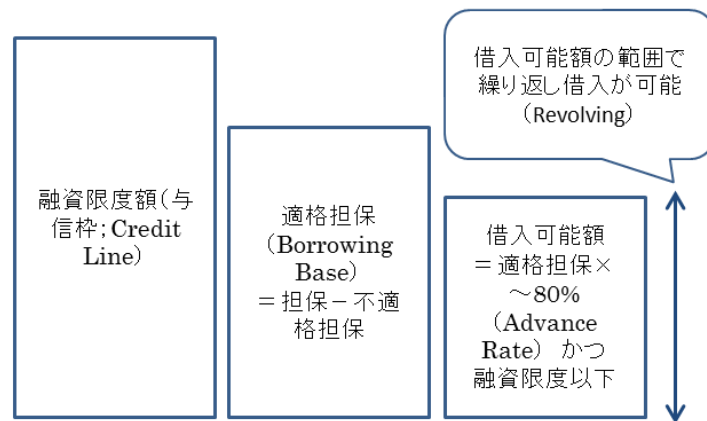 借入可能額の範囲で
繰り返し借入が可能
（Revolving）
融資限度額（与
信枠；Credit
Line）
適格担保
（Borrowing
Base）
＝担保－不適
格担保
借入可能額
＝適格担保×
～80%
（Advance
Rate） かつ
融資限度以下